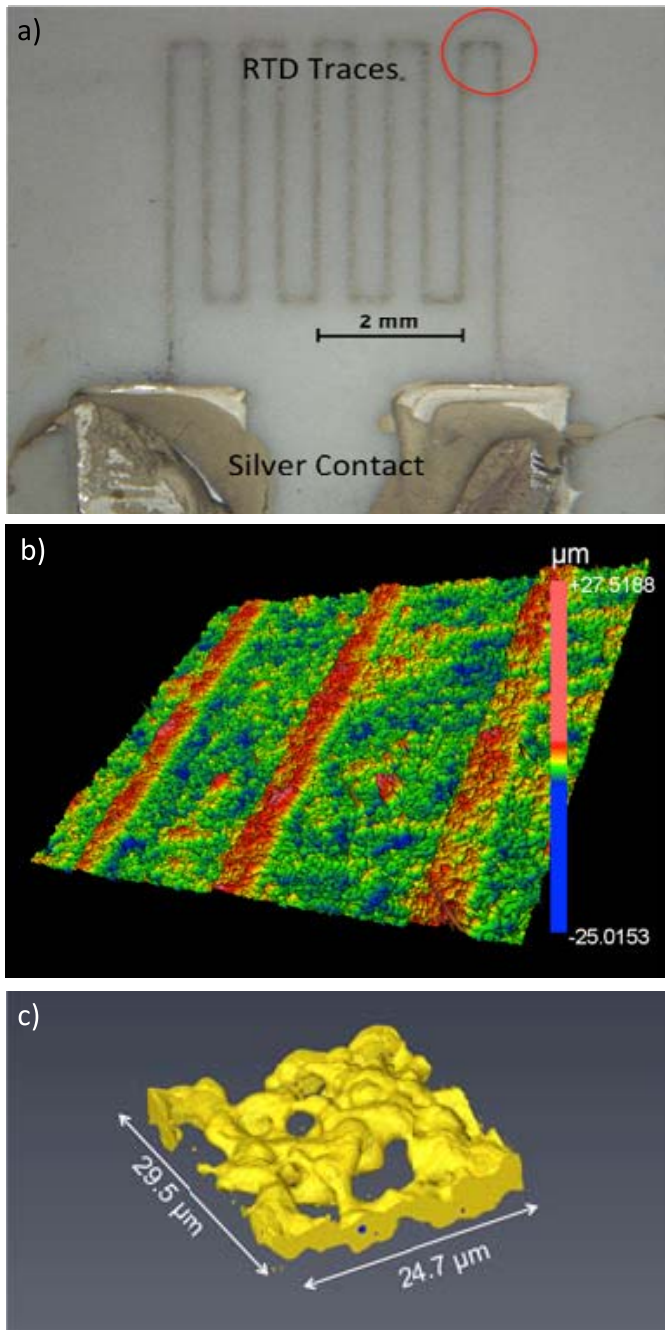 a)
RTD Traces
2 mm
Silver Contact
b)
µm
+27.5188
-25.0153
c)
29.5 µm
24.7 µm